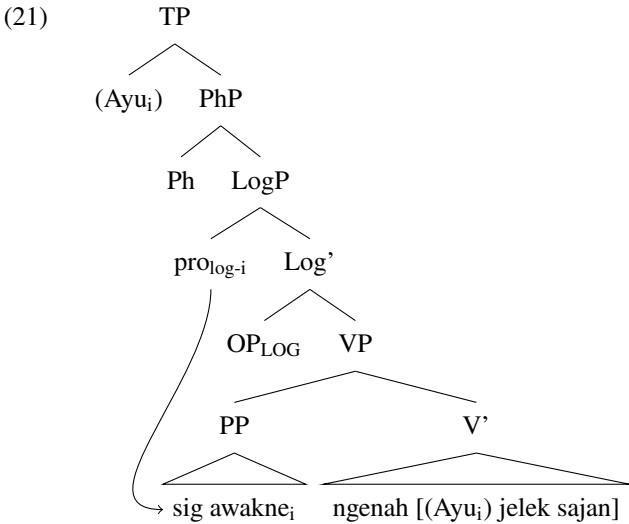 (21) TP
(Ayuᵢ) PhP
Ph LogP
pro_log-i Log’
OP_LOG VP
PP V’
sig awakneᵢ ngenah [(Ayuᵢ) jelek sajan]